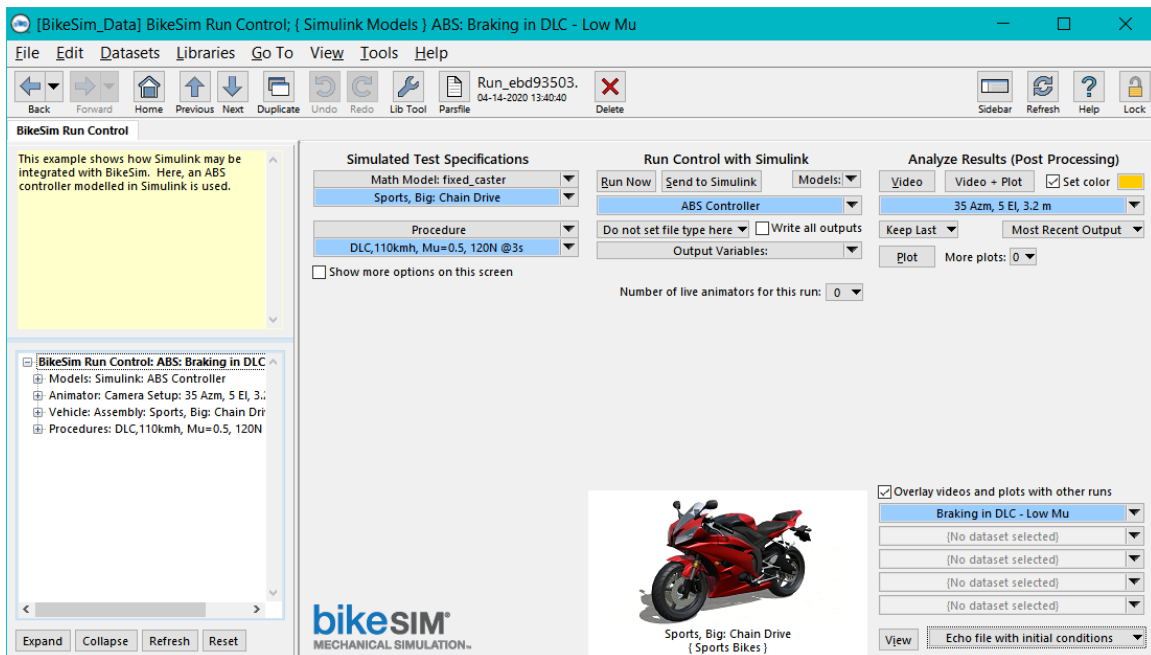 [BikeSim_Data] BikeSim Run Control; { Simulink Models } ABS: Braking in DLC - Low Mu
File Edit Datasets Libraries Go To View Tools Help
Back Forward Home Previous Next Duplicate Undo Redo Lib Tool Parsfile Run_ebd93503. Delete Sidebar Refresh Help Lock
04-14-2020 13:40:40
BikeSim Run Control
This example shows how Simulink may be
integrated with BikeSim. Here, an ABS
controller modelled in Simulink is used.
BikeSim Run Control: ABS: Braking in DLC
Models: Simulink: ABS Controller
Animator: Camera Setup: 35 Azm, 5 El, 3.2
Vehicle: Assembly: Sports, Big: Chain Dri
Procedures: DLC,110kmh, Mu=0.5, 120N
Expand Collapse Refresh Reset
Simulated Test Specifications
Math Model: fixed_caster
Sports, Big: Chain Drive
Procedure
DLC,110kmh, Mu=0.5, 120N @3s
Show more options on this screen
Run Control with Simulink
Run Now Send to Simulink Models:
ABS Controller
Do not set file type here Write all outputs
Output Variables:
Number of live animators for this run: 0
Analyze Results (Post Processing)
Video Video + Plot Set color
35 Azm, 5 El, 3.2 m
Keep Last Most Recent Output
Plot More plots: 0
Overlay videos and plots with other runs
Braking in DLC - Low Mu
{No dataset selected}
{No dataset selected}
{No dataset selected}
{No dataset selected}
View Echo file with initial conditions
bikeSIM®
MECHANICAL SIMULATION™
Sports, Big: Chain Drive
{ Sports Bikes }